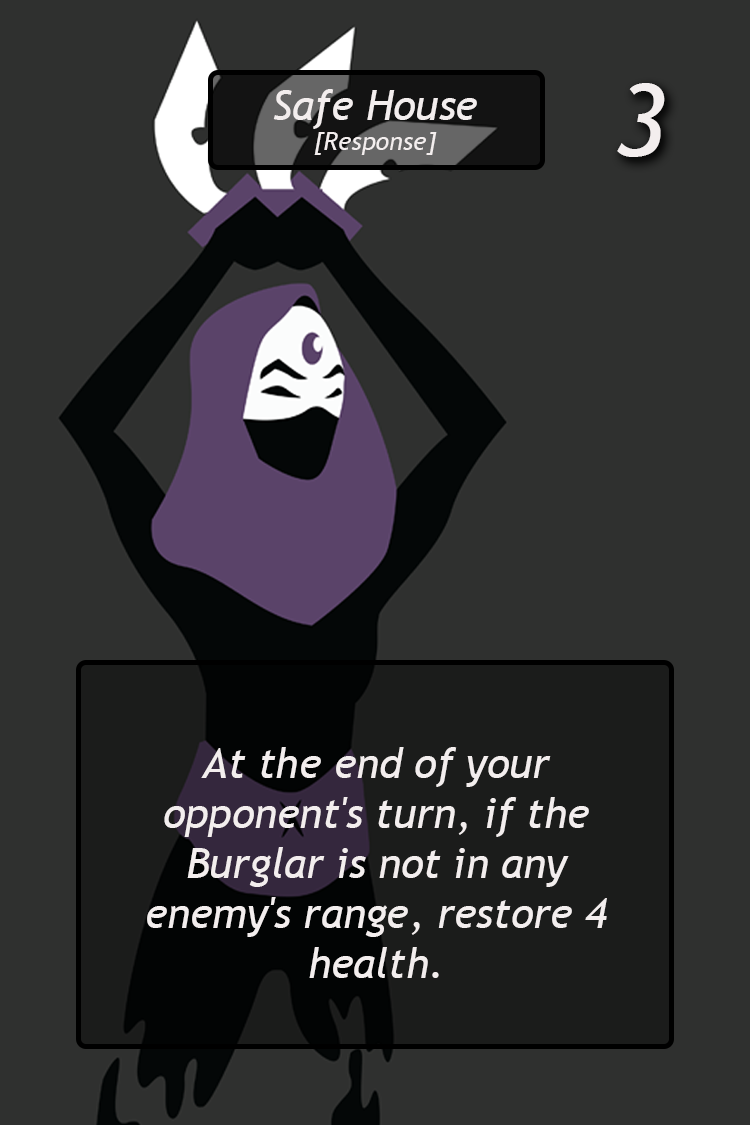 Safe House
3
[Response]
At the end of your
opponent's turn, if the
Burglar is not in any
enemy's range, restore 4
health.